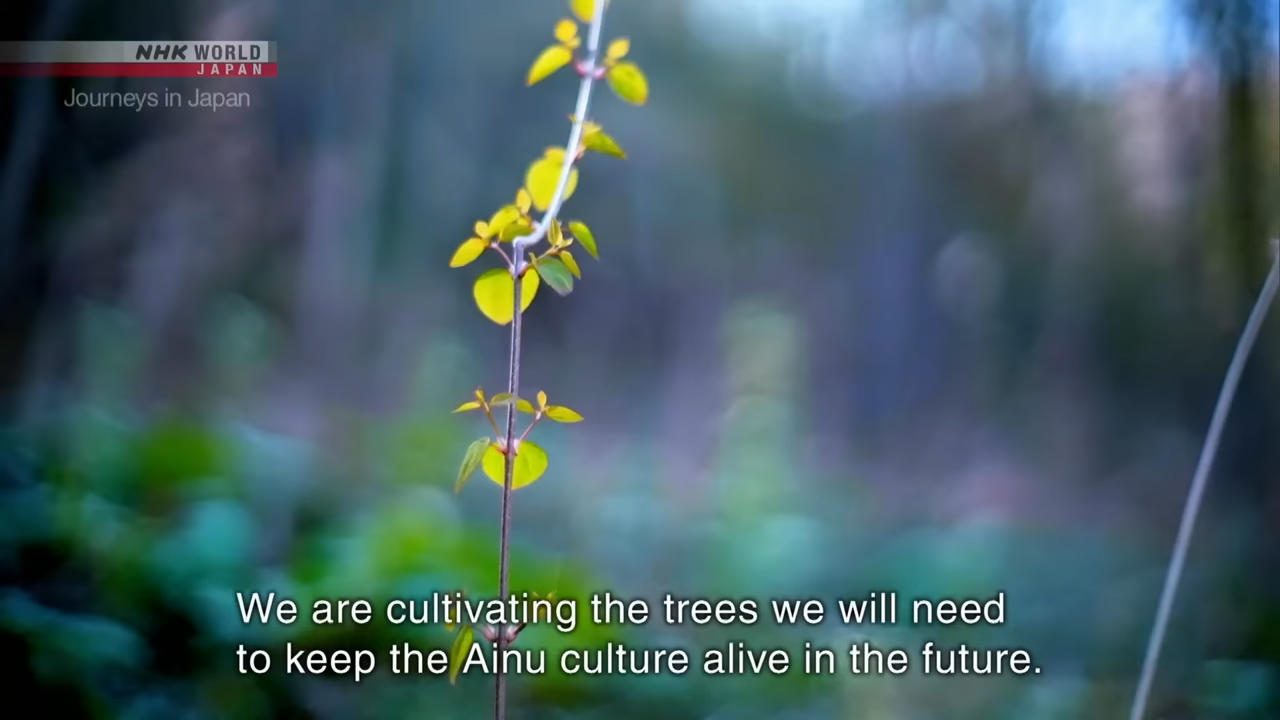 NHK WORLD
JAPAN
Journeys in Japan
We are cultivating the trees we will need
to keep the Ainu culture alive in the future.